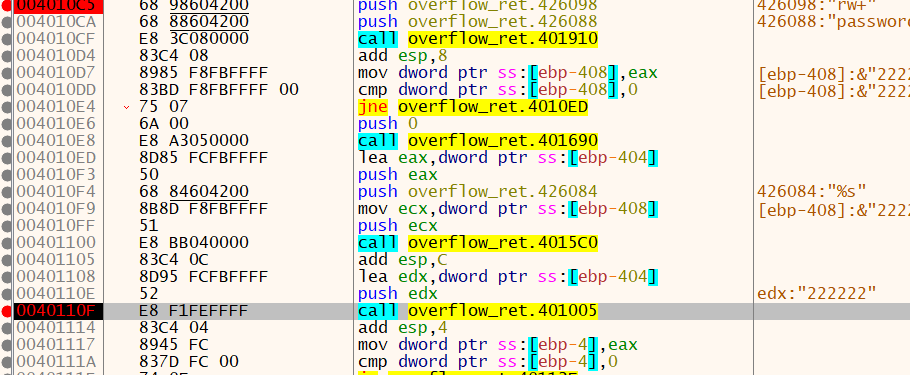 004010C5 68 98604200 push overflow_ret.426098 426098:"rw+"
004010CA 68 88604200 push overflow_ret.426088 426088:"password
004010CF E8 3C080000 call overflow_ret.401910
004010D4 83C4 08 add esp,8
004010D7 8985 F8FBFFFF mov dword ptr ss:[ebp-408],eax [ebp-408]:&"2222
004010DD 83BD F8FBFFFF 00 cmp dword ptr ss:[ebp-408],0 [ebp-408]:&"2222
004010E4 75 07 jne overflow_ret.4010ED
004010E6 6A 00 push 0
004010E8 E8 A3050000 call overflow_ret.401690
004010ED 8D85 FCFBFFFF lea eax,dword ptr ss:[ebp-404]
004010F3 50 push eax
004010F4 68 84604200 push overflow_ret.426084 426084:"%s"
004010F9 8B8D F8FBFFFF mov ecx,dword ptr ss:[ebp-408] [ebp-408]:&"2222
004010FF 51 push ecx
00401100 E8 BB040000 call overflow_ret.4015C0
00401105 83C4 0C add esp,C
00401108 8D95 FCFBFFFF lea edx,dword ptr ss:[ebp-404]
0040110E 52 push edx edx:"222222"
0040110F E8 F1FEFFFF call overflow_ret.401005
00401114 83C4 04 add esp,4
00401117 8945 FC mov dword ptr ss:[ebp-4],eax
0040111A 837D FC 00 cmp dword ptr ss:[ebp-4],0